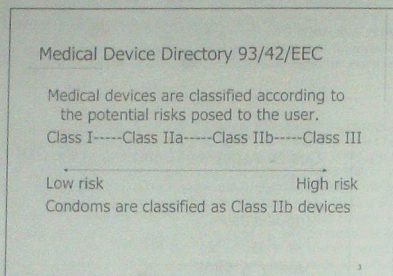 Medical Device Directory 93/42/EEC
Medical devices are classified according to
the potential risks posed to the user.
Class I-----Class IIa-----Class IIb-----Class III
Low risk High risk
Condoms are classified as Class IIb devices
3